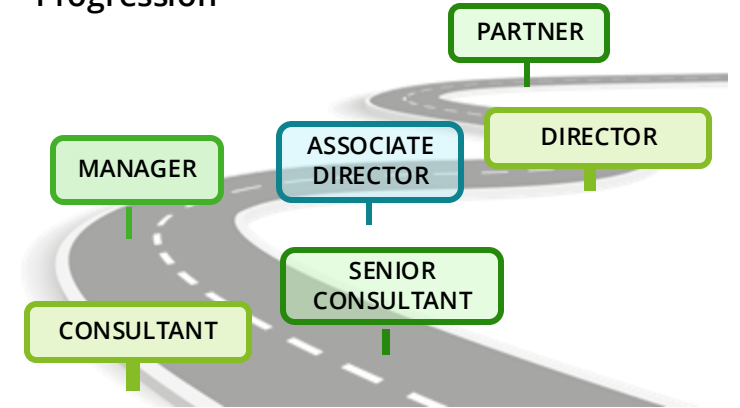 Progression
PARTNER
DIRECTOR
ASSOCIATE
DIRECTOR
MANAGER
SENIOR
CONSULTANT
CONSULTANT